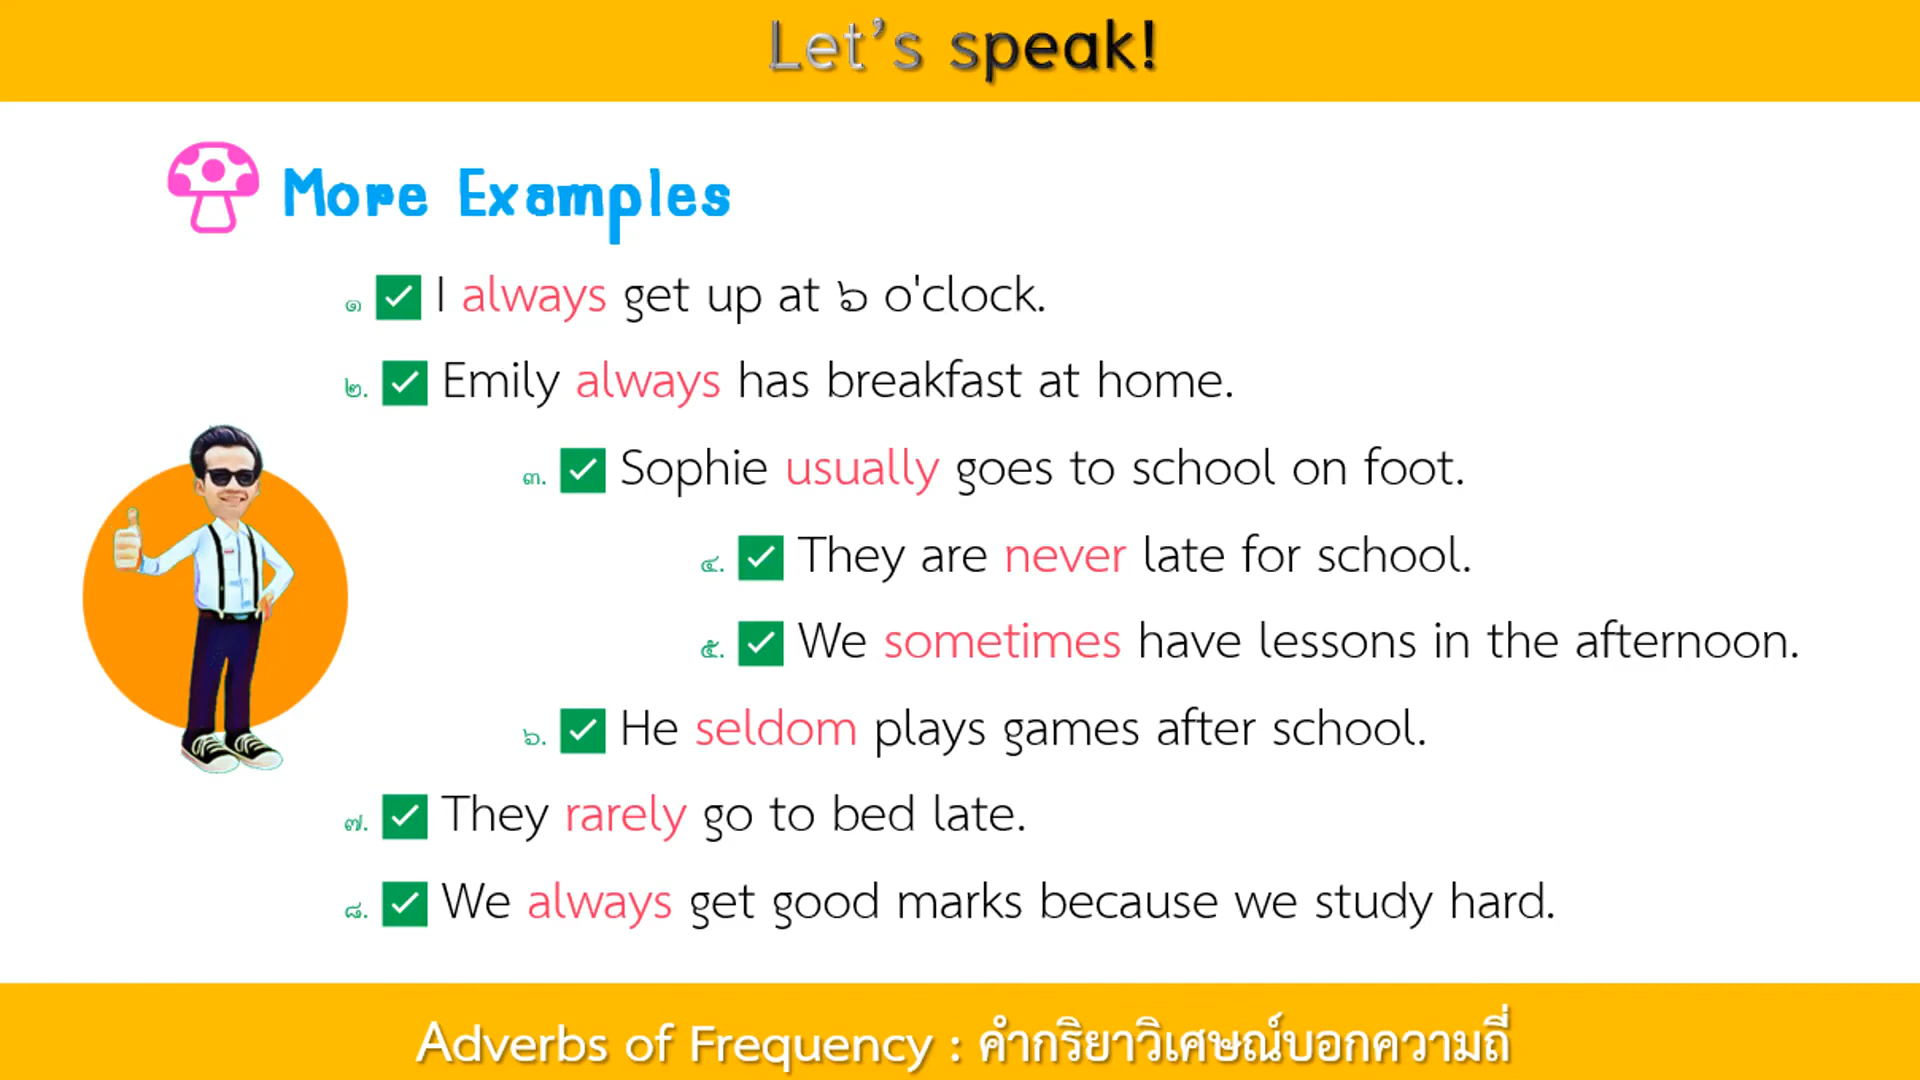 Let's speak!
More Examples
๑ I always get up at ๖ o'clock.
๒. Emily always has breakfast at home.
๓. Sophie usually goes to school on foot.
๔. They are never late for school.
๕. We sometimes have lessons in the afternoon.
๖. He seldom plays games after school.
๗. They rarely go to bed late.
๘. We always get good marks because we study hard.
Adverbs of Frequency : คำกริยาวิเศษณ์บอกความถี่